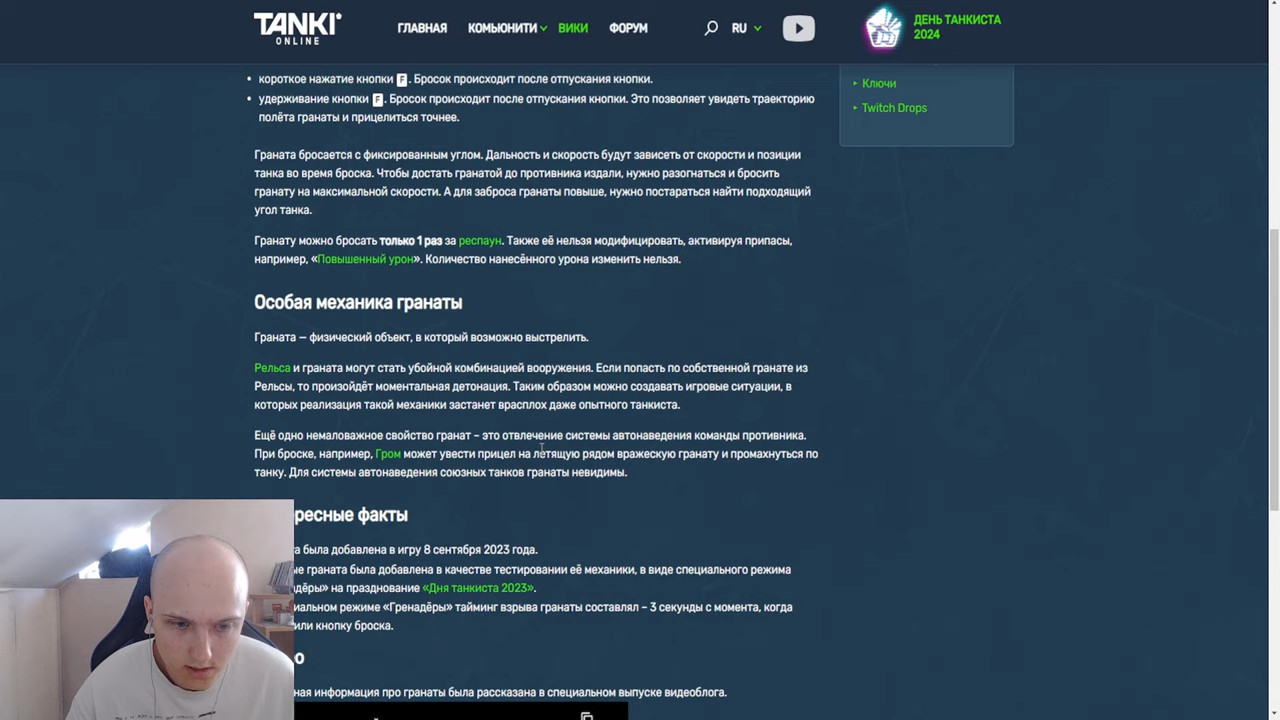 TANKI
ONLINE
ГЛАВНАЯ
КОМЬЮНИТИ
ВИКИ
ФОРУМ
RU
ДЕНЬ ТАНКИСТА
2024
короткое нажатие кнопки F. Бросок происходит после отпускания кнопки.
удерживание кнопки F. Бросок происходит после отпускания кнопки. Это позволяет увидеть траекторию
полёта гранаты и прицелиться точнее.
Ключи
Twitch Drops
Граната бросается с фиксированным углом. Дальность и скорость будут зависеть от скорости и позиции
танка во время броска. Чтобы достать гранатой до противника издали, нужно разогнаться и бросить
гранату на максимальной скорости. А для заброса гранаты повыше, нужно постараться найти подходящий
угол танка.
Гранату можно бросать только 1 раз за респаун. Также её нельзя модифицировать, активируя припасы,
например, «Повышенный урон». Количество нанесённого урона изменить нельзя.
Особая механика гранаты
Граната — физический объект, в который возможно выстрелить.
Рельса и граната могут стать убойной комбинацией вооружения. Если попасть по собственной гранате из
Рельсы, то произойдёт моментальная детонация. Таким образом можно создавать игровые ситуации, в
которых реализация такой механики застанет врасплох даже опытного танкиста.
Ещё одно немаловажное свойство гранат – это отвлечение системы автонаведения команды противника.
При броске, например, Гром может увести прицел на летящую рядом вражескую гранату и промахнуться по
танку. Для системы автонаведения союзных танков гранаты невидимы.
ресные факты
та была добавлена в игру 8 сентября 2023 года.
ые граната была добавлена в качестве тестировании её механики, в виде специального режима
дёры» на празднование «Дня танкиста 2023».
циальном режиме «Гренадёры» тайминг взрыва гранаты составлял – 3 секунды с момента, когда
или кнопку броска.
о
ная информация про гранаты была рассказана в специальном выпуске видеоблога.